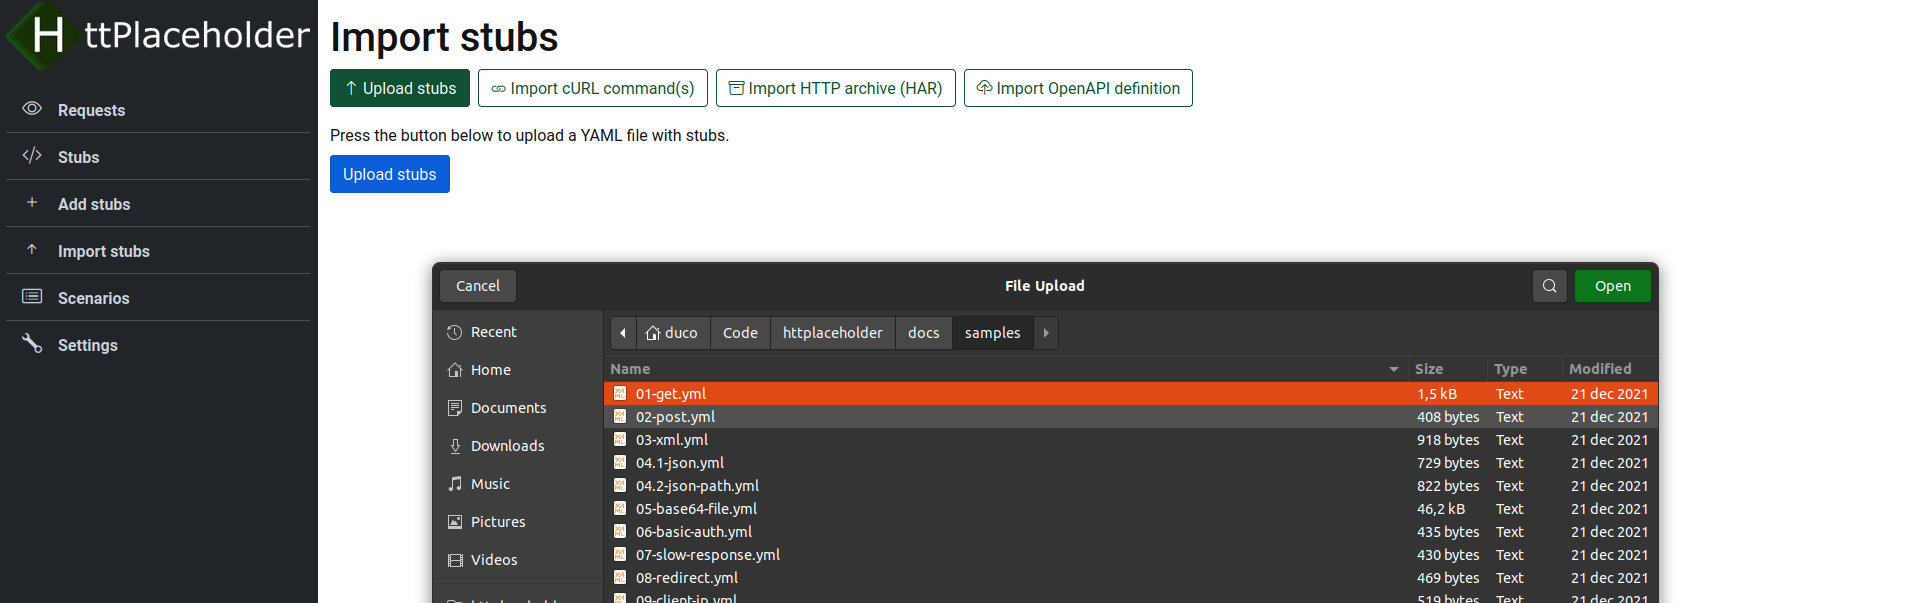 HttPlaceholder
Requests
Stubs
Add stubs
Import stubs
Scenarios
Settings
Import stubs
Upload stubs Import cURL command(s) Import HTTP archive (HAR) Import OpenAPI definition
Press the button below to upload a YAML file with stubs.
Upload stubs
Cancel File Upload Open
Recent
Home
Documents
Downloads
Music
Pictures
Videos
duco Code httplaceholder docs samples
Name Size Type Modified
01-get.yml 1,5 kB Text 21 dec 2021
02-post.yml 408 bytes Text 21 dec 2021
03-xml.yml 918 bytes Text 21 dec 2021
04.1-json.yml 729 bytes Text 21 dec 2021
04.2-json-path.yml 822 bytes Text 21 dec 2021
05-base64-file.yml 46,2 kB Text 21 dec 2021
06-basic-auth.yml 435 bytes Text 21 dec 2021
07-slow-response.yml 430 bytes Text 21 dec 2021
08-redirect.yml 469 bytes Text 21 dec 2021
09-client-ip.yml 519 bytes Text 21 dec 2021